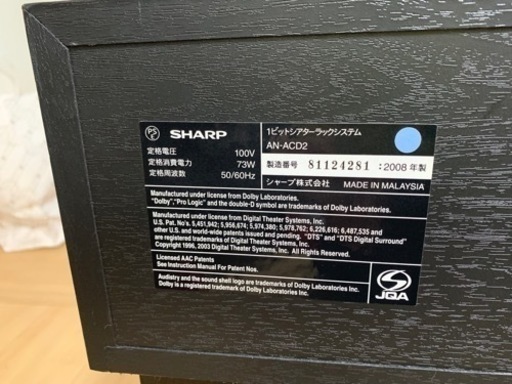 PS E SHARP
定格電圧 100V
定格消費電力 73W
定格周波数 50/60Hz
1ビットシアターラックシステム
AN-ACD2
製造番号 81124281 :2008年製
シャープ株式会社 MADE IN MALAYSIA
Manufactured under license from Dolby Laboratories.
"Dolby","Pro Logic" and the double-D symbol are trademarks of Dolby Laboratories.
Manufactured under license from Digital Theater Systems, Inc.
U.S. Pat. No's. 5,451,942; 5,956,674; 5,974,380; 5,978,762; 6,226,616; 6,487,535 and
other U.S. and world-wide patents issued and pending. "DTS" and "DTS Digital Surround"
are trademarks of Digital Theater Systems, Inc.
Copyright 1996, 2003 Digital Theater Systems, Inc. All Rights Reserved.
Licensed AAC Patents
See Instruction Manual For Patent Nos.
Audistry and the sound shell logo are trademarks of Dolby Laboratories Inc.
Dolby is a registered trademark of Dolby Laboratories Inc.
JQA